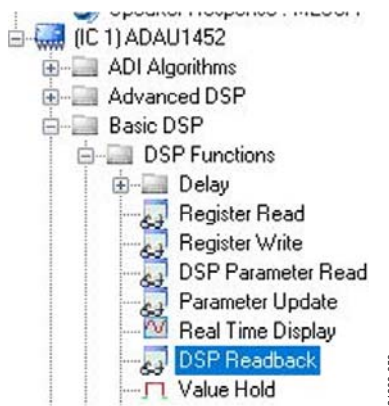 (IC 1) ADAU1452
ADI Algorithms
Advanced DSP
Basic DSP
DSP Functions
Delay
Register Read
Register Write
DSP Parameter Read
Parameter Update
Real Time Display
DSP Readback
Value Hold